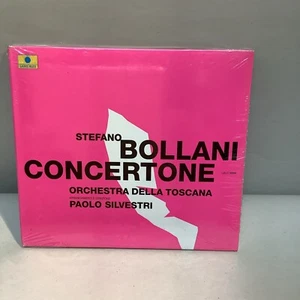 STEFANO
BOLLANI
CONCERTONE
ORCHESTRA DELLA TOSCANA
PAOLO SILVESTRI